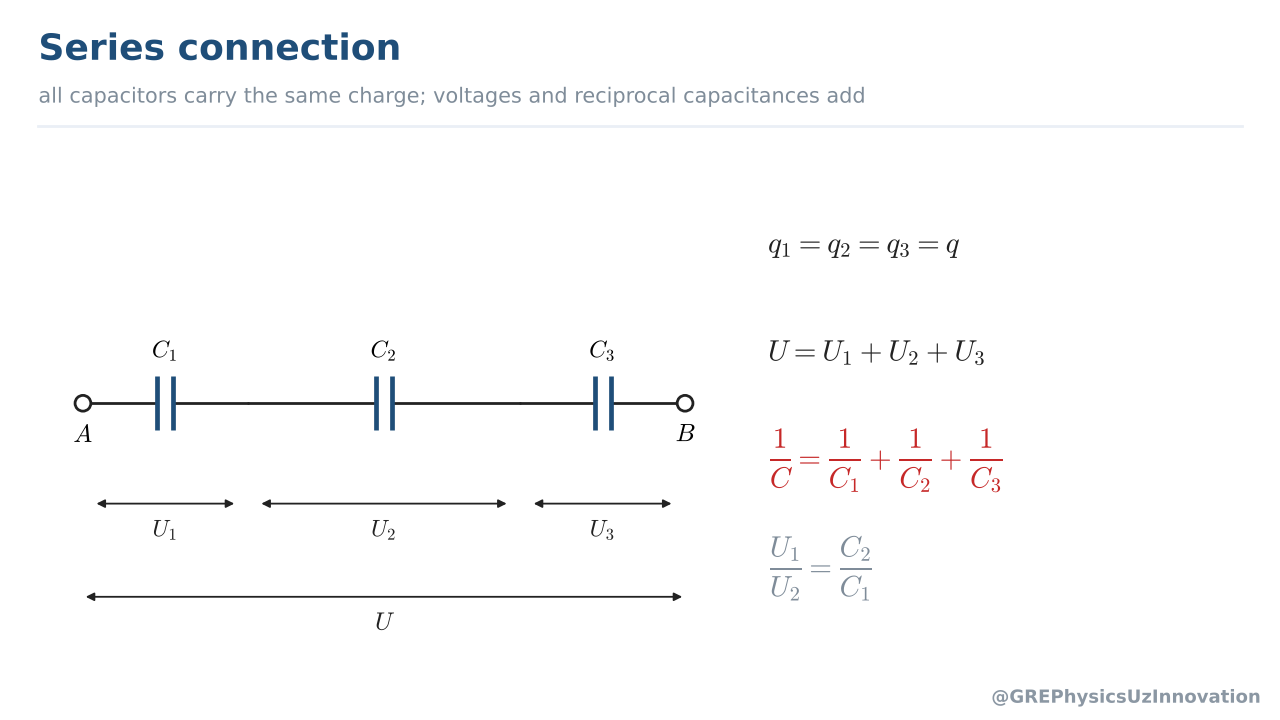 Series connection
all capacitors carry the same charge; voltages and reciprocal capacitances add
q₁ = q₂ = q₃ = q
C₁ C₂ C₃
U = U₁ + U₂ + U₃
A B
1/C = 1/C₁ + 1/C₂ + 1/C₃
U₁ U₂ U₃
U₁/U₂ = C₂/C₁
U
@GREPhysicsUzInnovation